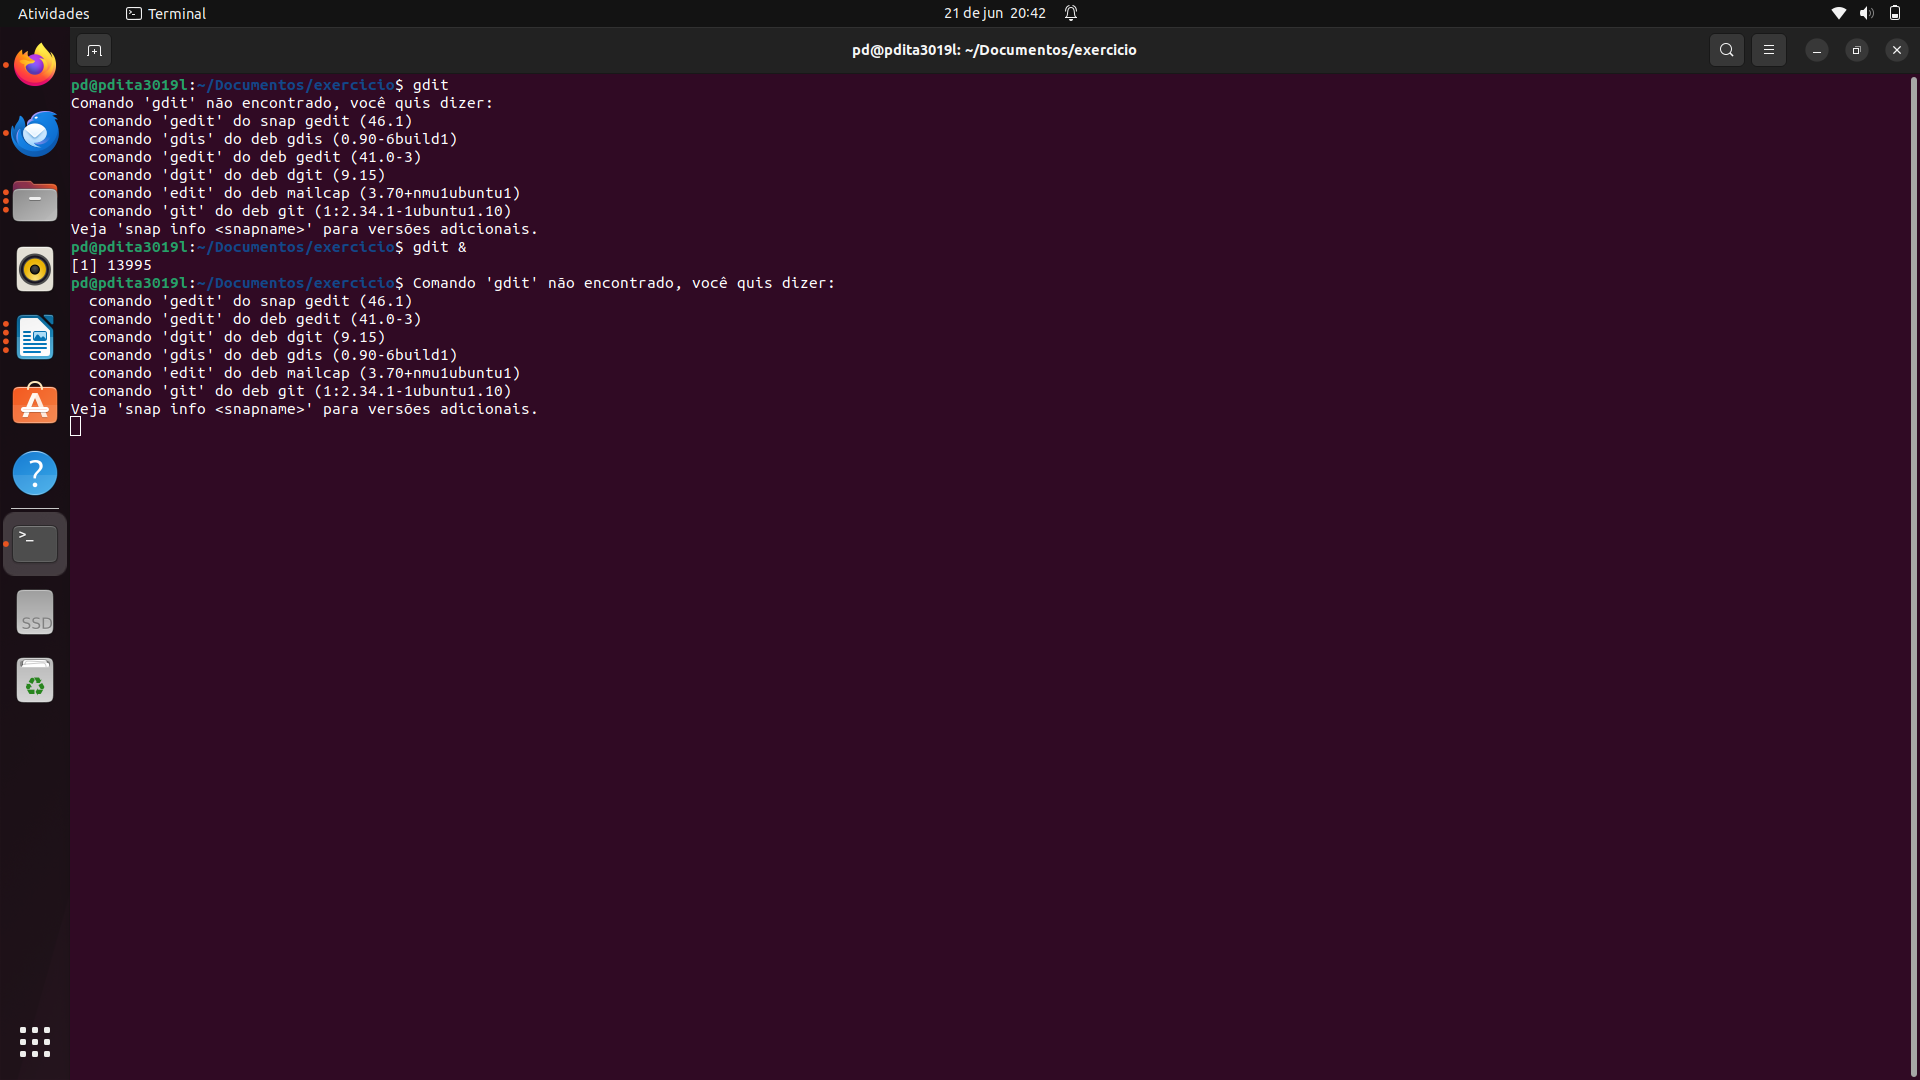 Atividades
Terminal
21 de jun 20:42
pd@pdita3019l: ~/Documentos/exercicio
pd@pdita3019l:~/Documentos/exercicio$ gdit
Comando 'gdit' não encontrado, você quis dizer:
  comando 'gedit' do snap gedit (46.1)
  comando 'gdis' do deb gdis (0.90-6build1)
  comando 'gedit' do deb gedit (41.0-3)
  comando 'dgit' do deb dgit (9.15)
  comando 'edit' do deb mailcap (3.70+nmu1ubuntu1)
  comando 'git' do deb git (1:2.34.1-1ubuntu1.10)
Veja 'snap info <snapname>' para versões adicionais.
pd@pdita3019l:~/Documentos/exercicio$ gdit &
[1] 13995
pd@pdita3019l:~/Documentos/exercicio$ Comando 'gdit' não encontrado, você quis dizer:
  comando 'gedit' do snap gedit (46.1)
  comando 'gedit' do deb gedit (41.0-3)
  comando 'dgit' do deb dgit (9.15)
  comando 'gdis' do deb gdis (0.90-6build1)
  comando 'edit' do deb mailcap (3.70+nmu1ubuntu1)
  comando 'git' do deb git (1:2.34.1-1ubuntu1.10)
Veja 'snap info <snapname>' para versões adicionais.
?
>_
SSD